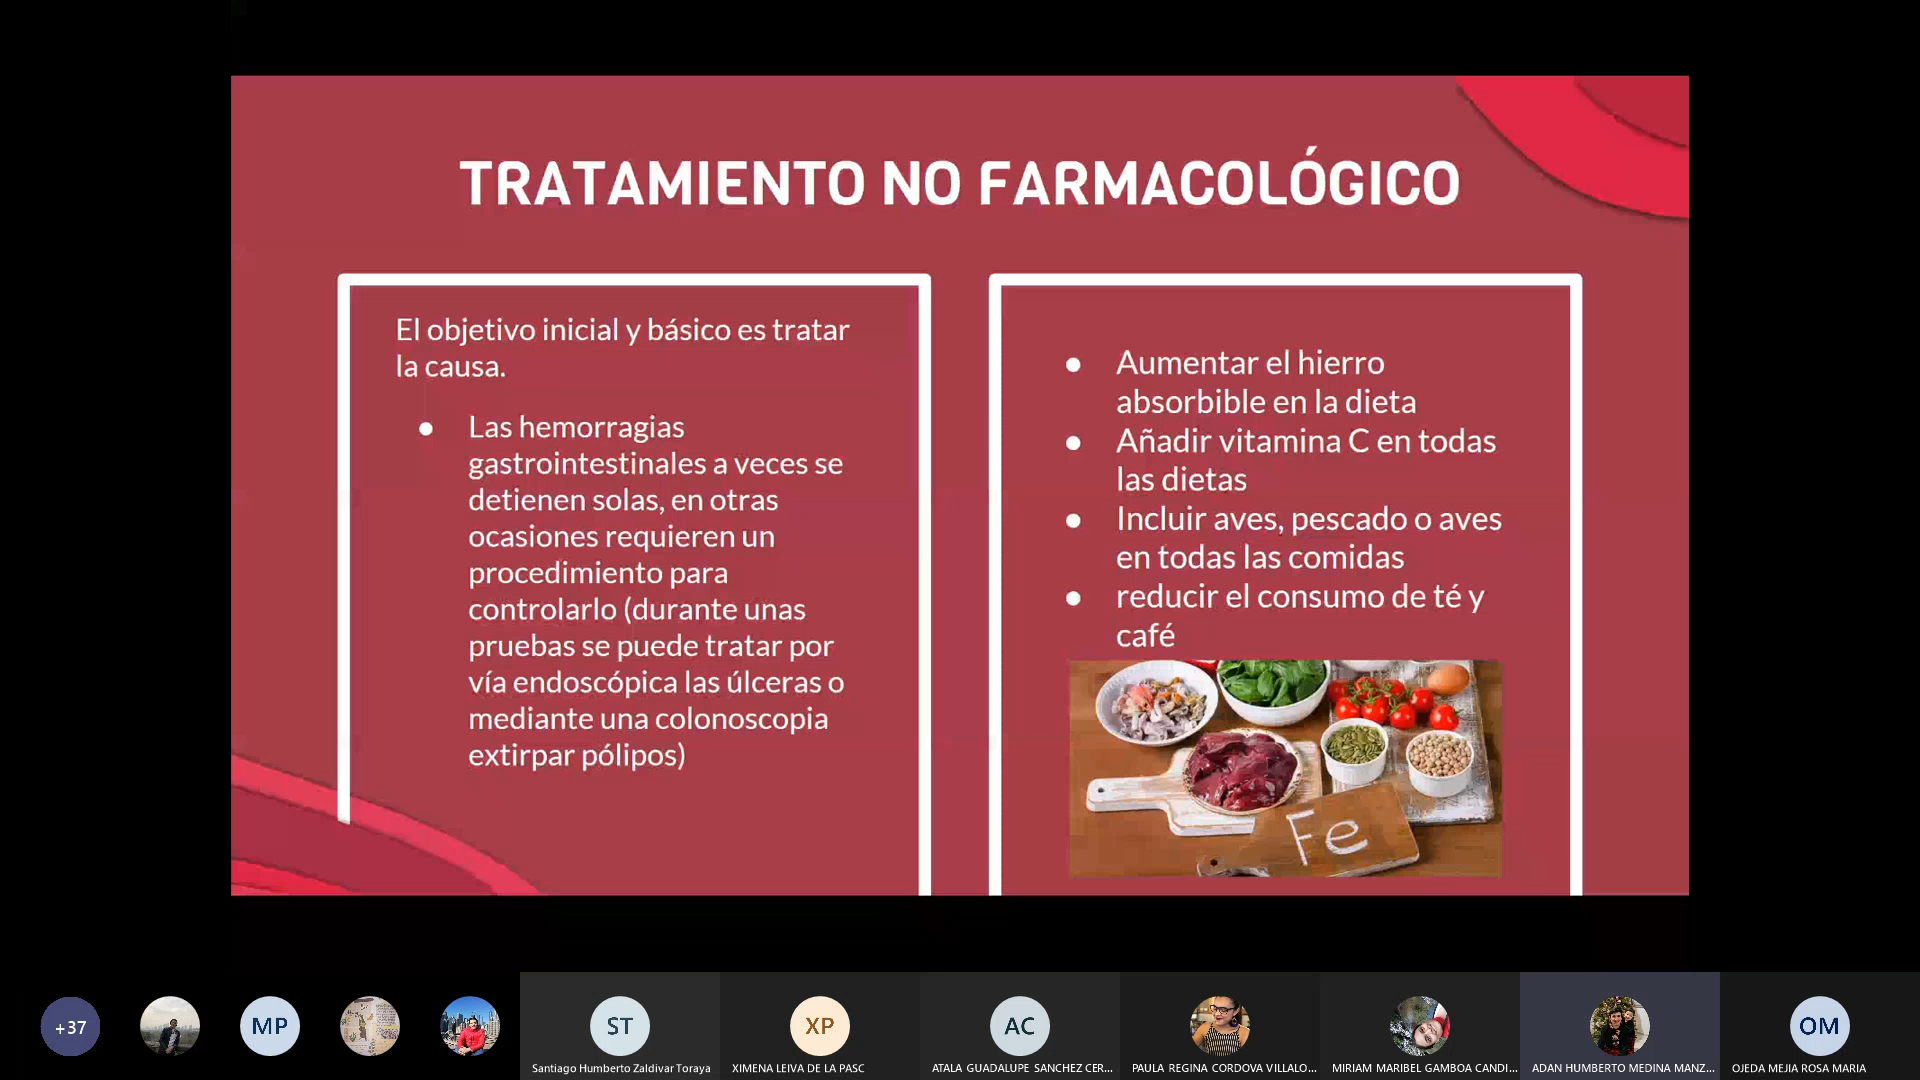 TRATAMIENTO NO FARMACOLÓGICO
El objetivo inicial y básico es tratar
la causa.
● Las hemorragias
gastrointestinales a veces se
detienen solas, en otras
ocasiones requieren un
procedimiento para
controlarlo (durante unas
pruebas se puede tratar por
vía endoscópica las úlceras o
mediante una colonoscopia
extirpar pólipos)
● Aumentar el hierro
absorbible en la dieta
● Añadir vitamina C en todas
las dietas
● Incluir aves, pescado o aves
en todas las comidas
● reducir el consumo de té y
café
Fe
+37
MP
ST
XP
AC
OM
Santiago Humberto Zaldivar Toraya
XIMENA LEIVA DE LA PASC
ATALA GUADALUPE SANCHEZ CER...
PAULA REGINA CORDOVA VILLALO...
MIRIAM MARIBEL GAMBOA CANDI...
ADAN HUMBERTO MEDINA MANZ...
OJEDA MEJIA ROSA MARIA